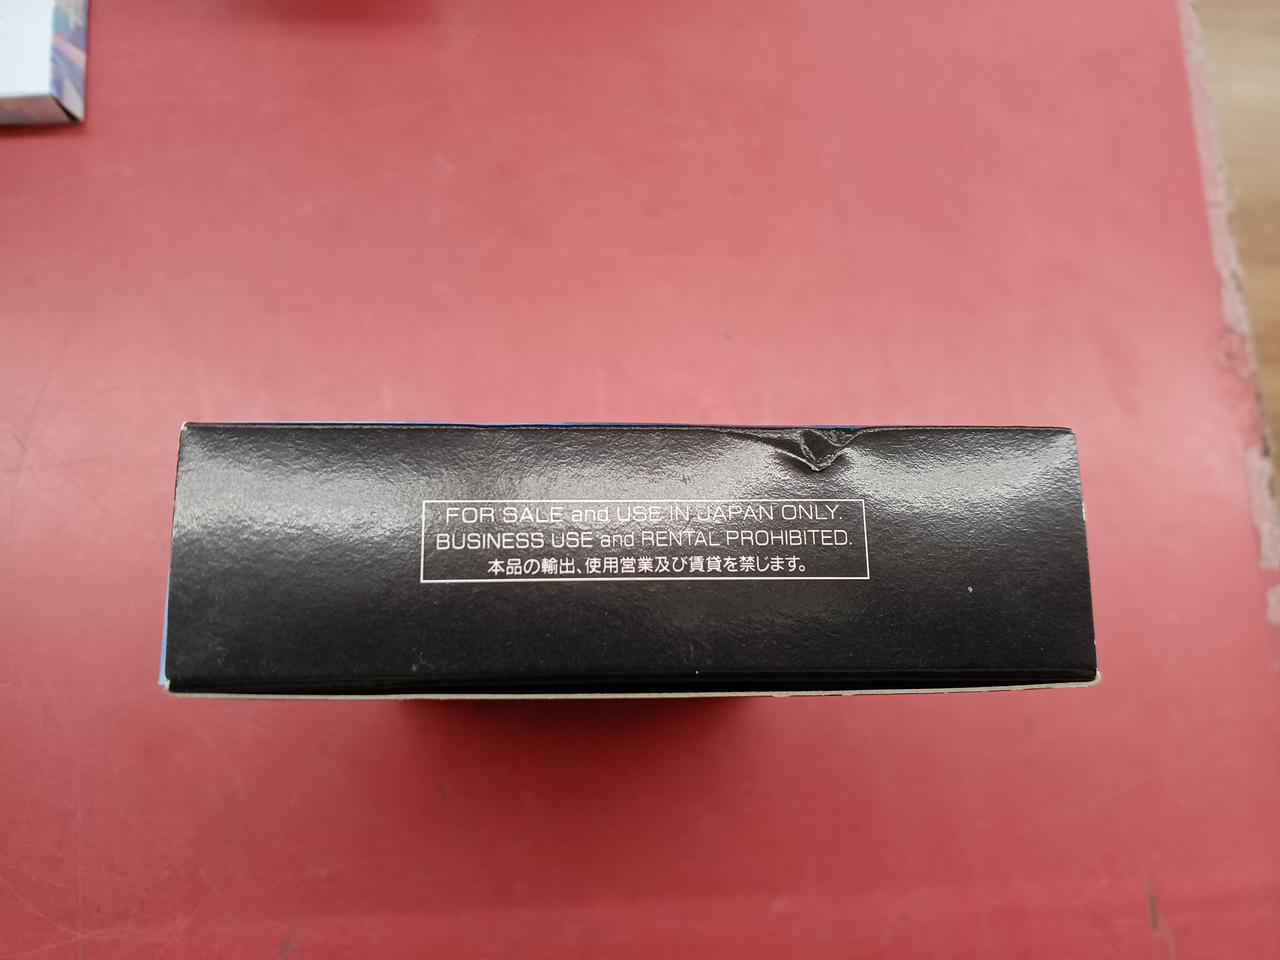 FOR SALE and USE IN JAPAN ONLY.
BUSINESS USE and RENTAL PROHIBITED.
本品の輸出、使用営業及び賃貸を禁じます。